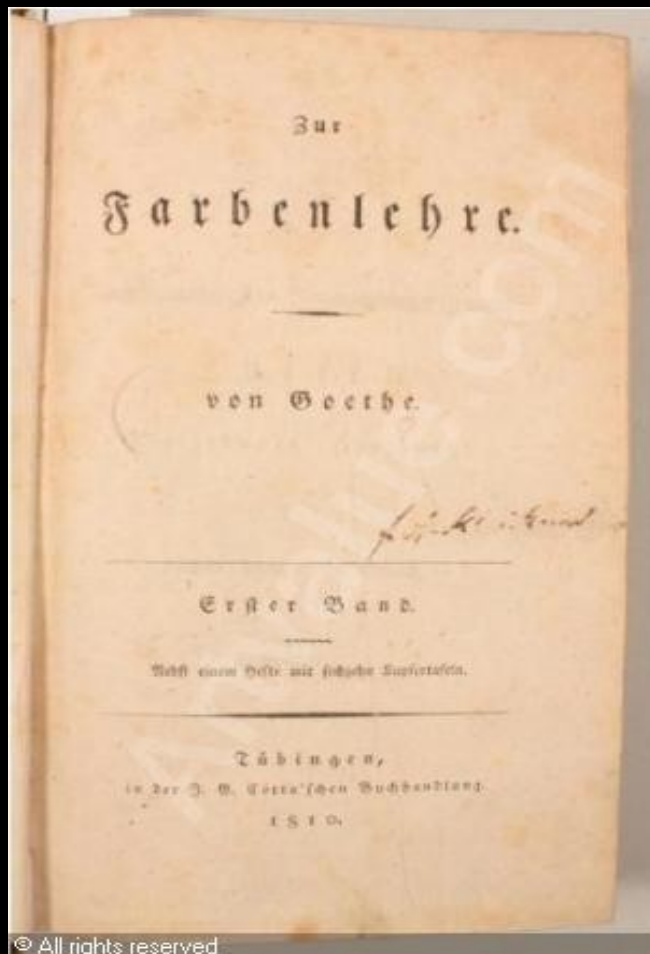 Zur
Farbenlehre.
von Goethe.
Erster Band.
Nebst einem Hefte mit sechzehn Kupfertafeln.
Tübingen,
in der J. G. Cotta'schen Buchhandlung.
1810.
© All rights reserved